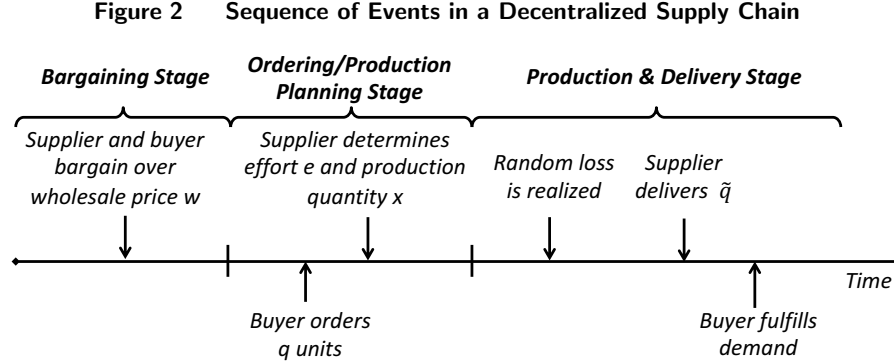 Figure 2 Sequence of Events in a Decentralized Supply Chain
Bargaining Stage
Ordering/Production
Planning Stage
Production & Delivery Stage
Supplier and buyer
bargain over
wholesale price w
Supplier determines
effort e and production
quantity x
Random loss
is realized
Supplier
delivers q̃
Time
Buyer orders
q units
Buyer fulfills
demand